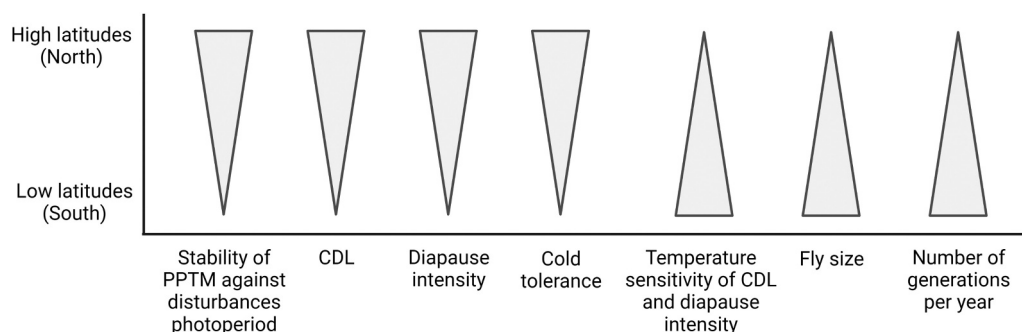 High latitudes
(North)
Low latitudes
(South)
Stability of
PPTM against
disturbances
photoperiod
CDL
Diapause
intensity
Cold
tolerance
Temperature
sensitivity of CDL
and diapause
intensity
Fly size
Number of
generations
per year